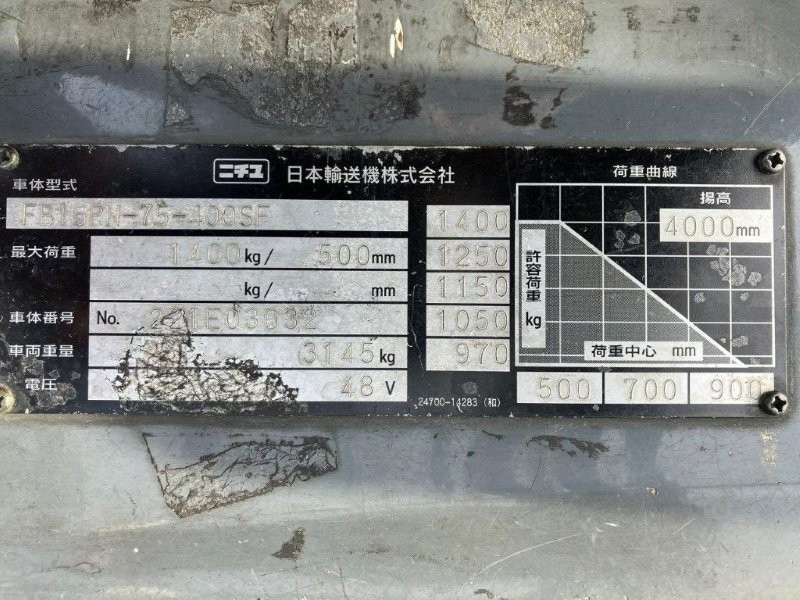 ニチユ 日本輸送機株式会社
車体型式
FB15PN-75-400SF
最大荷重 1400kg/ 500mm
kg/ mm
車体番号 No.
車両重量 3145kg
電圧 48V
1400
1250
1150
1050
970
2470C-14283 (和)
荷重曲線
揚高
4000mm
許容荷重 kg
荷重中心 mm
500 700 900